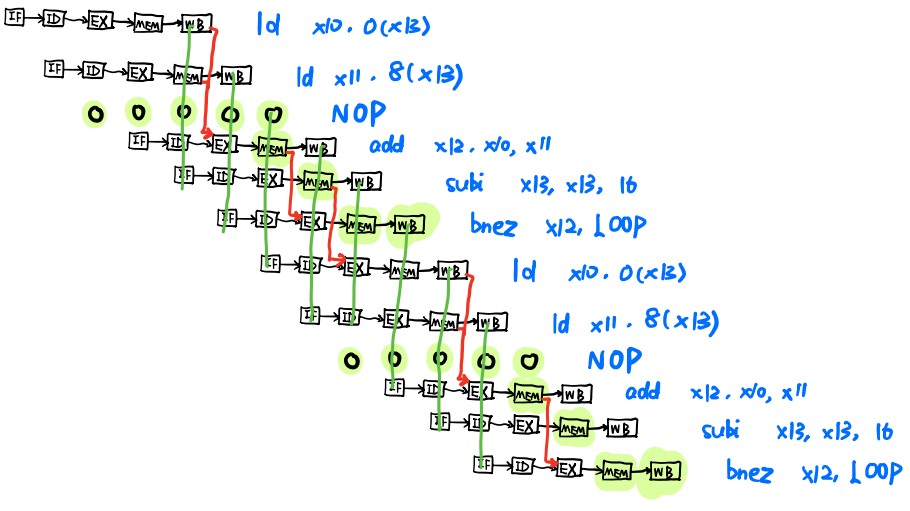 IF ID EX MEM WB ld x10. 0(x13)
IF ID EX MEM WB ld x11. 8(x13)
NOP
IF ID EX MEM WB add x12. x10, x11
IF ID EX MEM WB subi x13, x13, 16
IF ID EX MEM WB bnez x12, LOOP
IF ID EX MEM WB ld x10. 0(x13)
IF ID EX MEM WB ld x11. 8(x13)
NOP
IF ID EX MEM WB add x12. x10, x11
IF ID EX MEM WB subi x13, x13, 16
IF ID EX MEM WB bnez x12, LOOP